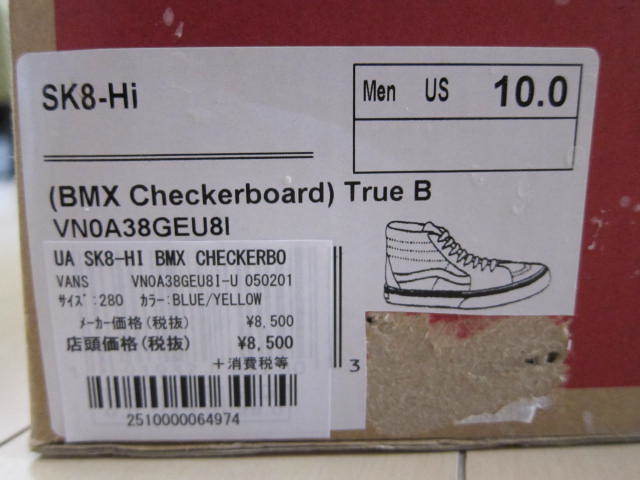 SK8-Hi
Men US 10.0
(BMX Checkerboard) True B
VN0A38GEU8I
UA SK8-HI BMX CHECKERBO
VANS VN0A38GEU8I-U 050201
ｻｲｽﾞ:280 ｶﾗｰ:BLUE/YELLOW
ﾒｰｶｰ価格(税抜) ¥8,500
店頭価格(税抜) ¥8,500
+消費税等
3
2510000064974